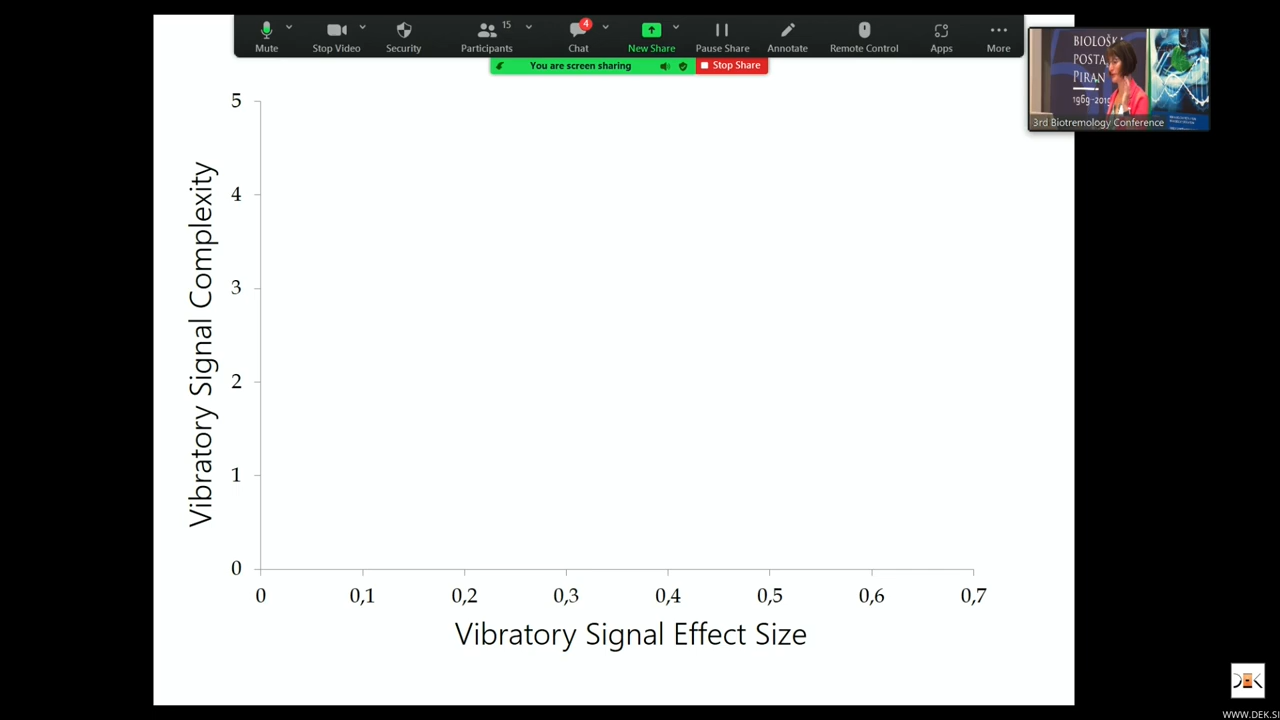 Mute
Stop Video
Security
Participants
15
Chat
4
New Share
Pause Share
Annotate
Remote Control
Apps
More
You are screen sharing
Stop Share
BIOLOŠKA
POSTA
PIRAN
1969-2019
3rd Biotremology Conference
5
4
3
2
1
0
Vibratory Signal Complexity
0
0,1
0,2
0,3
0,4
0,5
0,6
0,7
Vibratory Signal Effect Size
WWW.DEK.SI